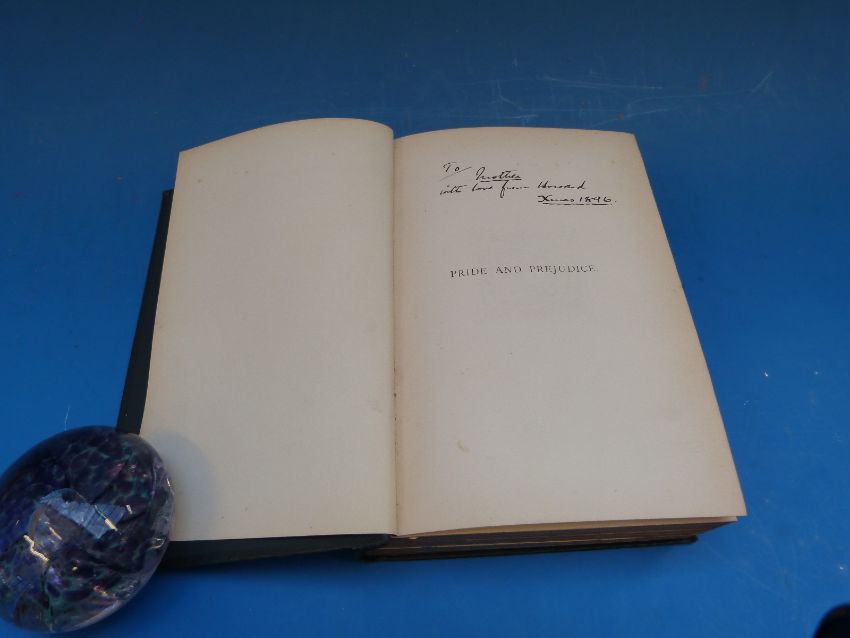 To Mother
with love from Howard
Xmas 1896.
PRIDE AND PREJUDICE.